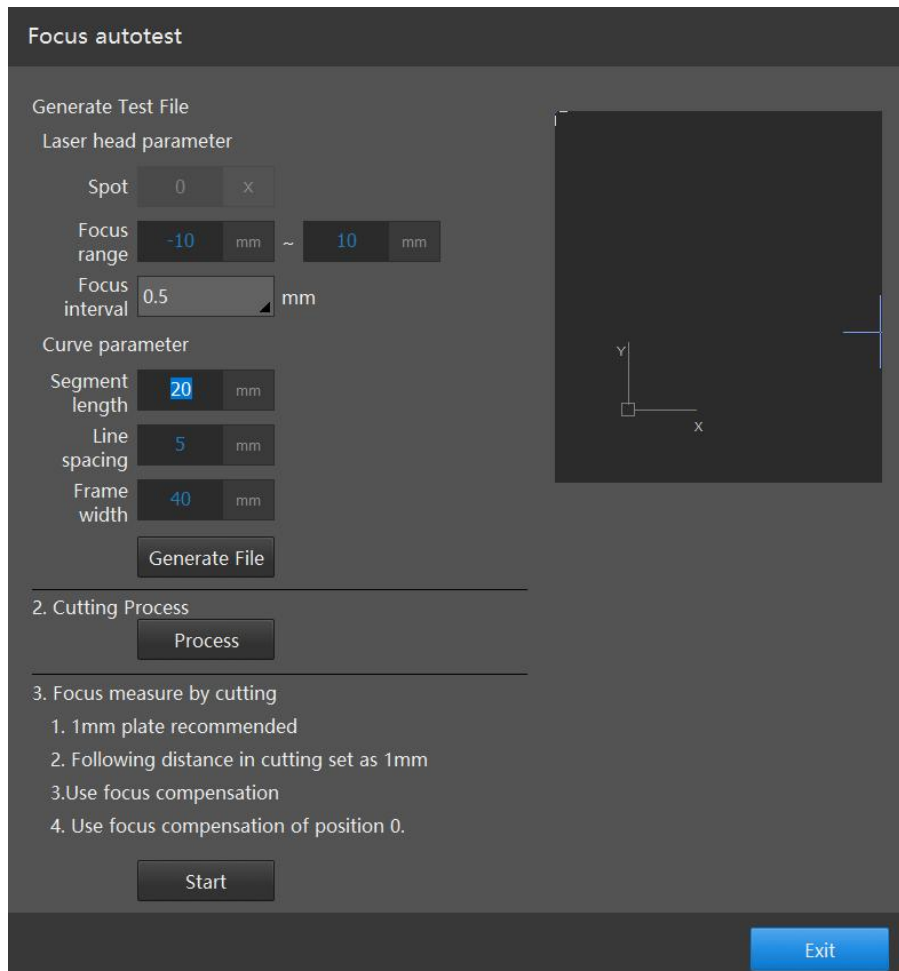 Focus autotest
Generate Test File
Laser head parameter
Spot 0 X
Focus range -10 mm ~ 10 mm
Focus interval 0.5 mm
Curve parameter
Segment length 20 mm
Line spacing 5 mm
Frame width 40 mm
Generate File
2. Cutting Process
Process
3. Focus measure by cutting
1. 1mm plate recommended
2. Following distance in cutting set as 1mm
3.Use focus compensation
4. Use focus compensation of position 0.
Start
Y
X
Exit